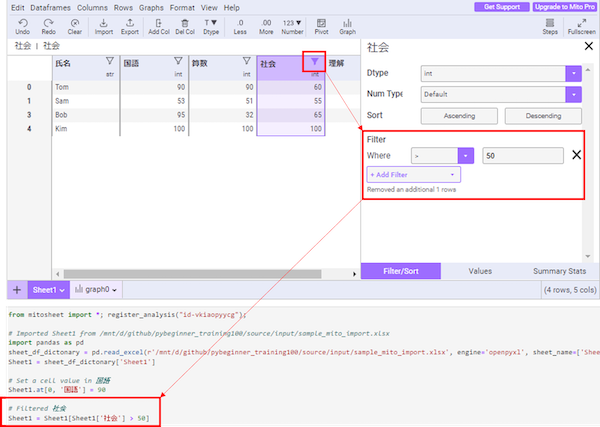 Edit Dataframes Columns Rows Graphs Format View Help Get Support Upgrade to Mito Pro
Undo Redo Clear Import Export Add Col Del Col Dtype Less More Number Pivot Graph Steps Fullscreen
.0 .00 123
社会 | 社会
氏名 国語 算数 社会 理解
str int int int
0 Tom 90 90 60
1 Sam 53 51 55
3 Bob 95 32 65
4 Kim 100 100 100
社会
Dtype int
Num Type Default
Sort Ascending Descending
Filter
Where > 50
+ Add Filter
Removed an additional 1 rows
Filter/Sort Values Summary Stats
+ Sheet1 graph0 (4 rows, 5 cols)
from mitosheet import *; register_analysis("id-vkiaopyycg");
# Imported Sheet1 from /mnt/d/github/pybeginner_training100/source/input/sample_mito_import.xlsx
import pandas as pd
sheet_df_dictonary = pd.read_excel(r'/mnt/d/github/pybeginner_training100/source/input/sample_mito_import.xlsx', engine='openpyxl', sheet_name=['She
Sheet1 = sheet_df_dictonary['Sheet1']
# Set a cell value in 国語
Sheet1.at[0, '国語'] = 90
# Filtered 社会
Sheet1 = Sheet1[Sheet1['社会'] > 50]